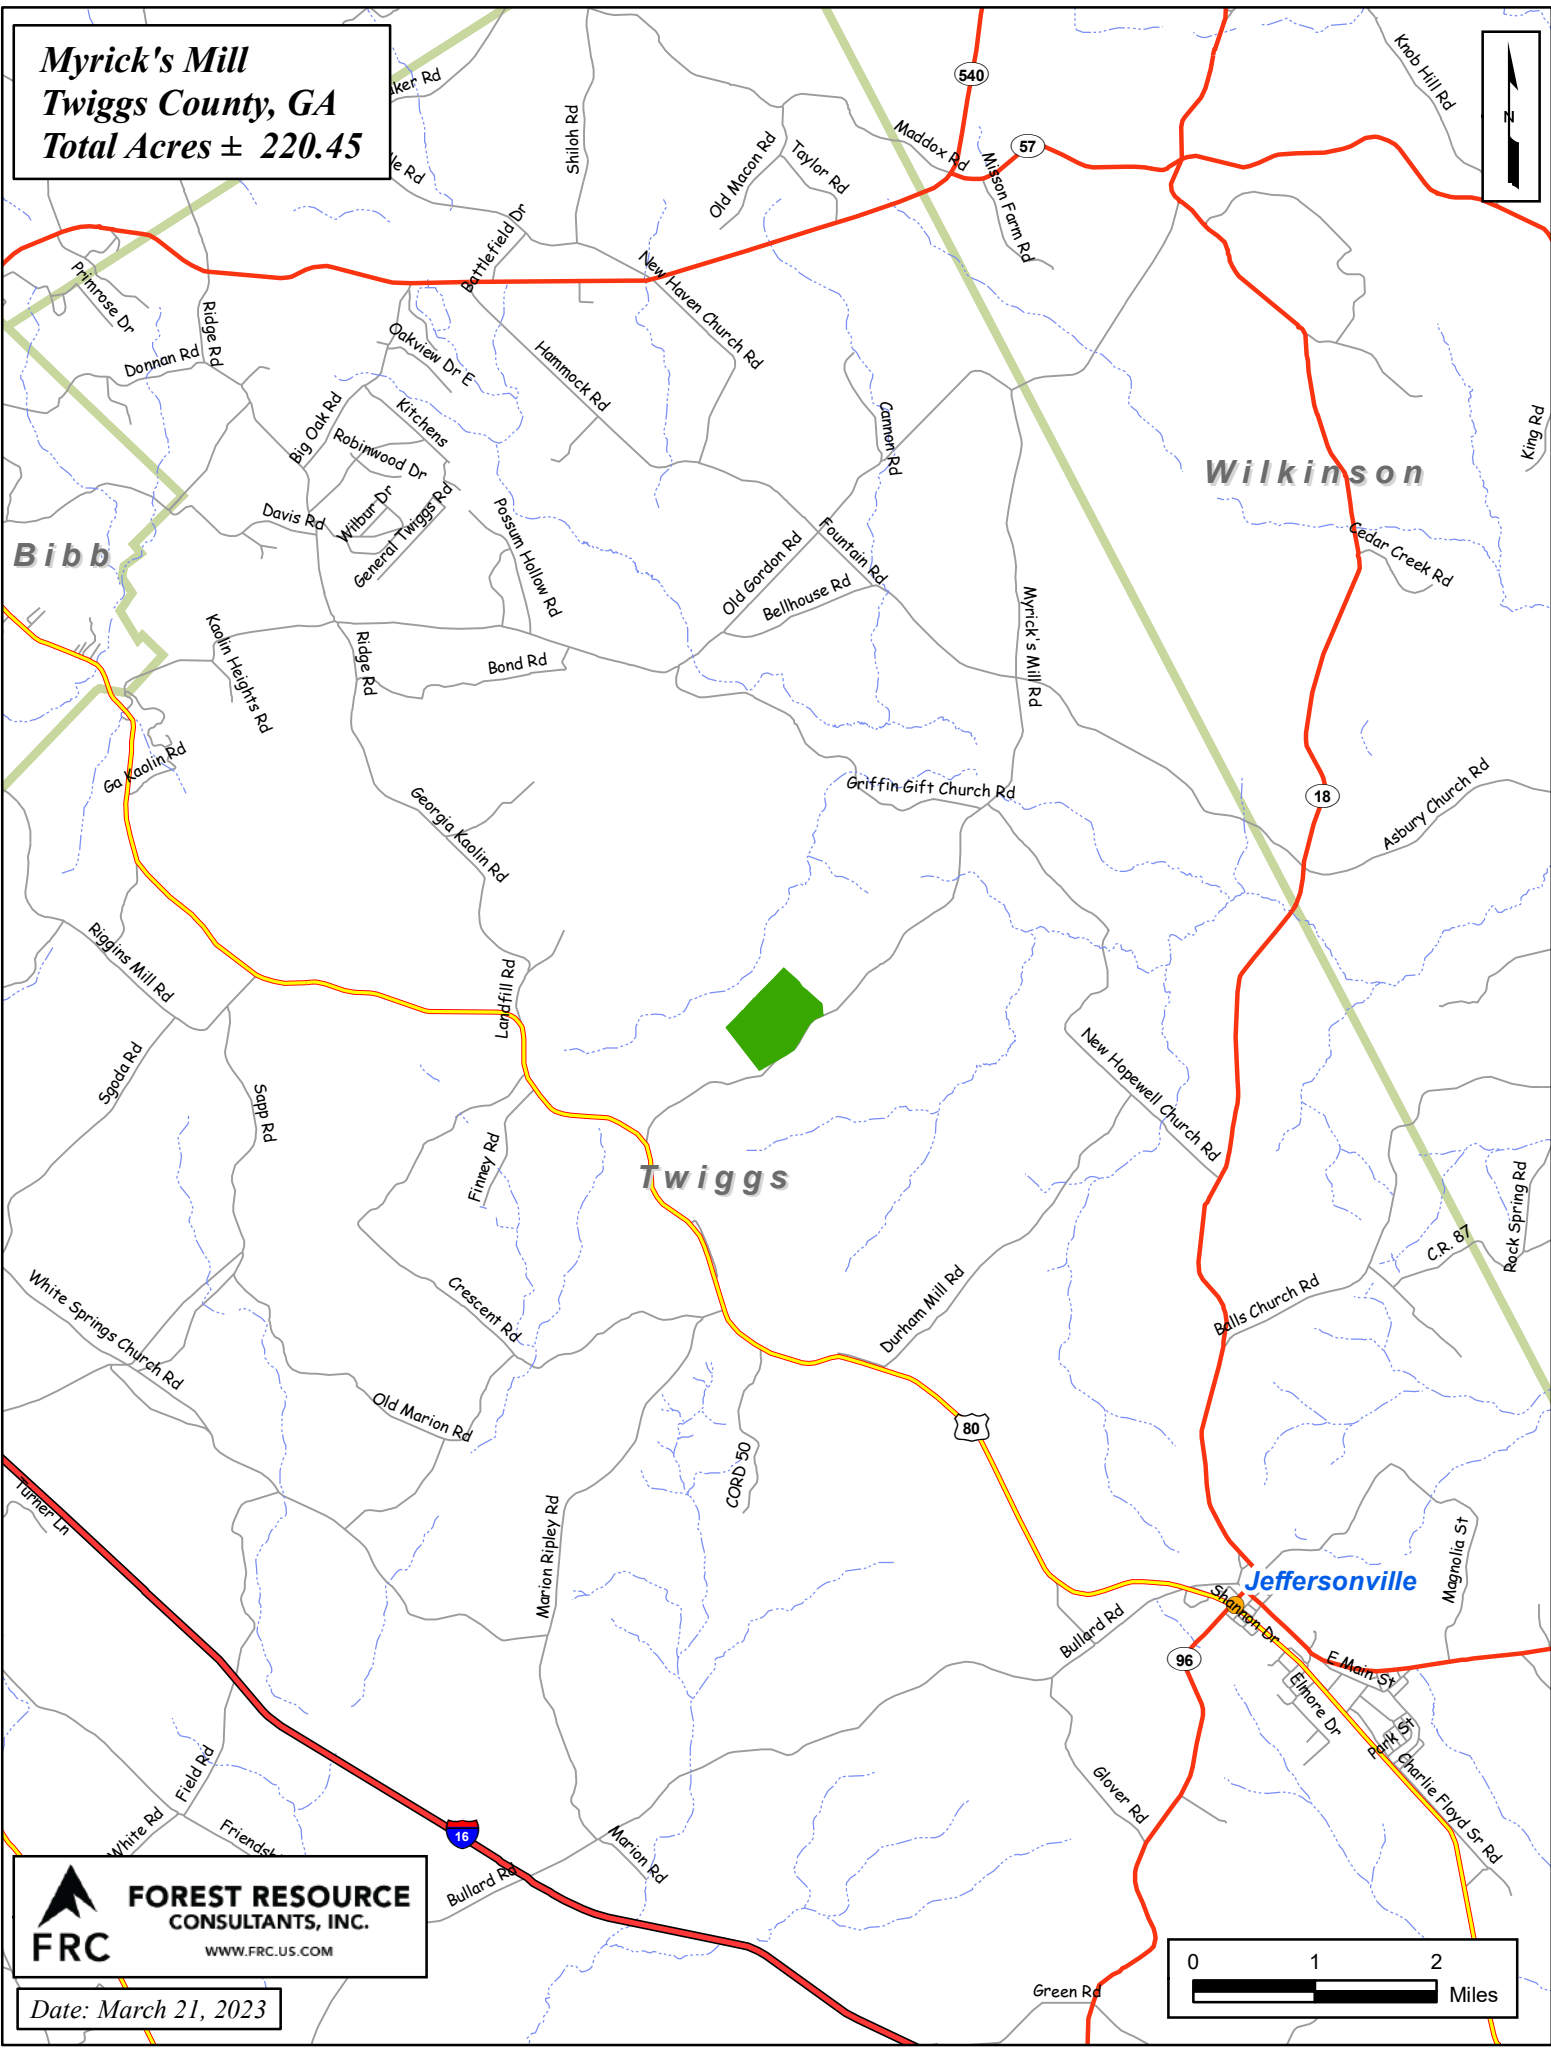 Myrick's Mill
Twiggs County, GA
Total Acres ± 220.45
ker Rd
le Rd
Shiloh Rd
540
57
Maddox Rd
Misson Farm Rd
Old Macon Rd
Taylor Rd
Knob Hill Rd
N
Battlefield Dr
New Haven Church Rd
Primrose Dr
Ridge Rd
Donnan Rd
Oakview Dr E
Hammock Rd
Cannon Rd
King Rd
Big Oak Rd
Kitchens
Robinwood Dr
Wilkinson
Davis Rd
Wilbur Dr
General Twiggs Rd
Possum Hollow Rd
Old Gordon Rd
Fountain Rd
Bellhouse Rd
Cedar Creek Rd
Bibb
Kaolin Heights Rd
Ridge Rd
Bond Rd
Myrick's Mill Rd
Ga Kaolin Rd
Georgia Kaolin Rd
Griffin Gift Church Rd
18
Asbury Church Rd
Riggins Mill Rd
Landfill Rd
Sgoda Rd
Sapp Rd
Finney Rd
New Hopewell Church Rd
Twiggs
Rock Spring Rd
C.R. 87
White Springs Church Rd
Crescent Rd
Durham Mill Rd
Balls Church Rd
Old Marion Rd
80
CORD 50
Turner Ln
Marion Ripley Rd
Magnolia St
Jeffersonville
Shannon Dr
Bullard Rd
96
E Main St
Elmore Dr
Park St
Charlie Floyd Sr Rd
Glover Rd
Field Rd
White Rd
Friendsh
16
Marion Rd
Bullard Rd
FRC
FOREST RESOURCE
CONSULTANTS, INC.
WWW.FRC.US.COM
Date: March 21, 2023
Green Rd
0 1 2
Miles